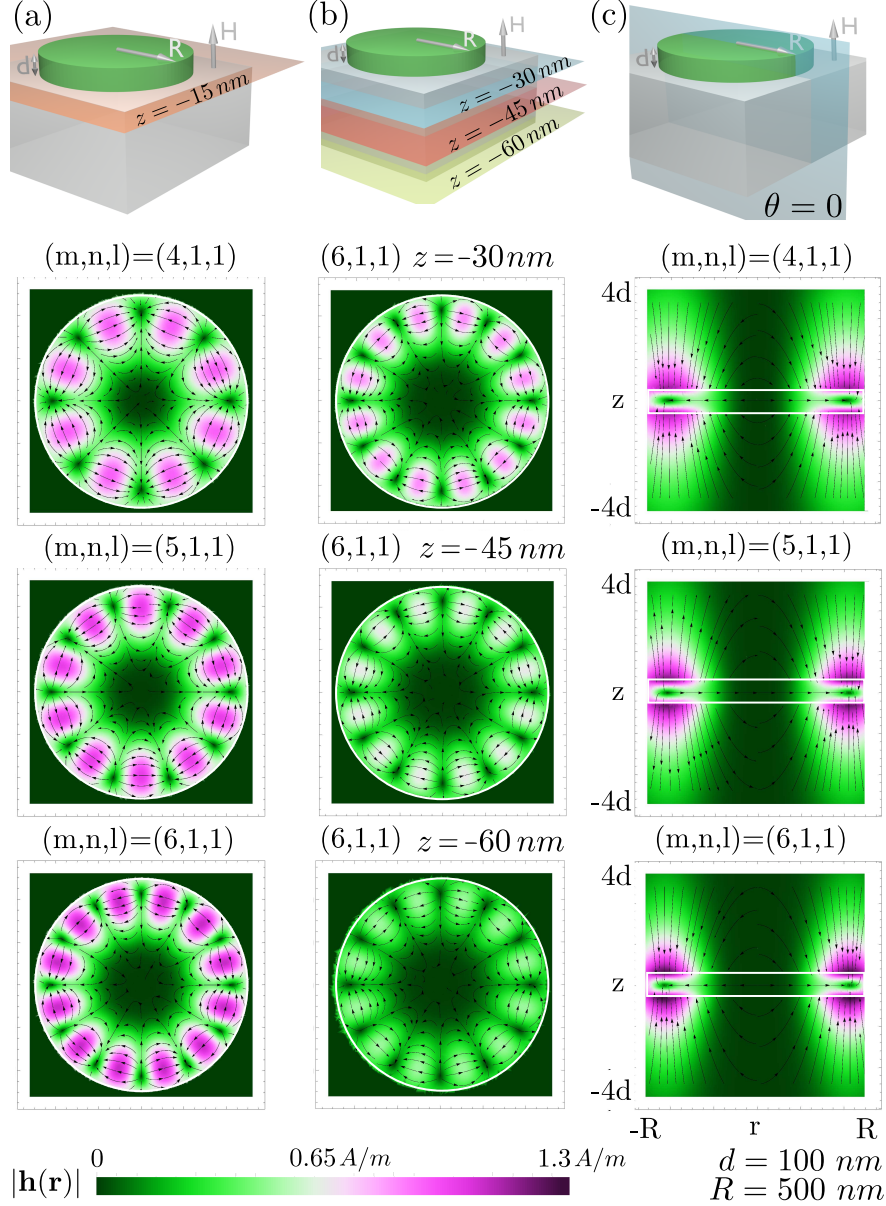 (a) (b) (c)
R H d R H d R H d
z = −15 nm
z = −30 nm
z = −45 nm
z = −60 nm
θ = 0
(m,n,l)=(4,1,1) (6,1,1) z = -30 nm (m,n,l)=(4,1,1)
4d
z
-4d
(m,n,l)=(5,1,1) (6,1,1) z = -45 nm (m,n,l)=(5,1,1)
4d
z
-4d
(m,n,l)=(6,1,1) (6,1,1) z = -60 nm (m,n,l)=(6,1,1)
4d
z
-4d
-R r R
0 0.65 A/m 1.3 A/m
|h(r)|
d = 100 nm
R = 500 nm